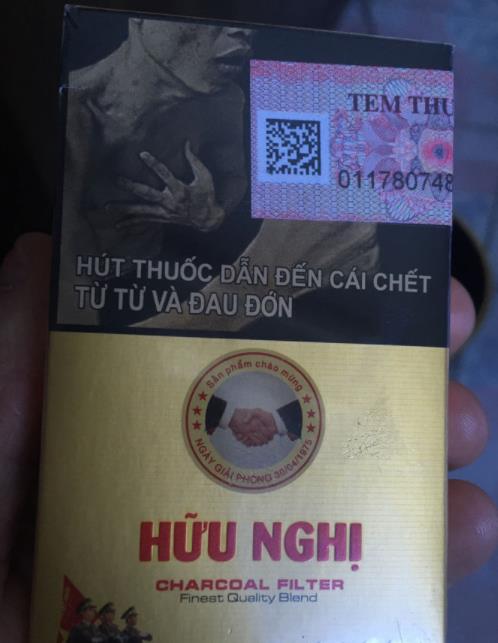 TEM THU
011780748
HÚT THUỐC DẪN ĐẾN CÁI CHẾT
TỪ TỪ VÀ ĐAU ĐỚN
Sản phẩm chào mừng
NGÀY GIẢI PHÓNG 30/04/1975
HỮU NGHỊ
CHARCOAL FILTER
Finest Quality Blend